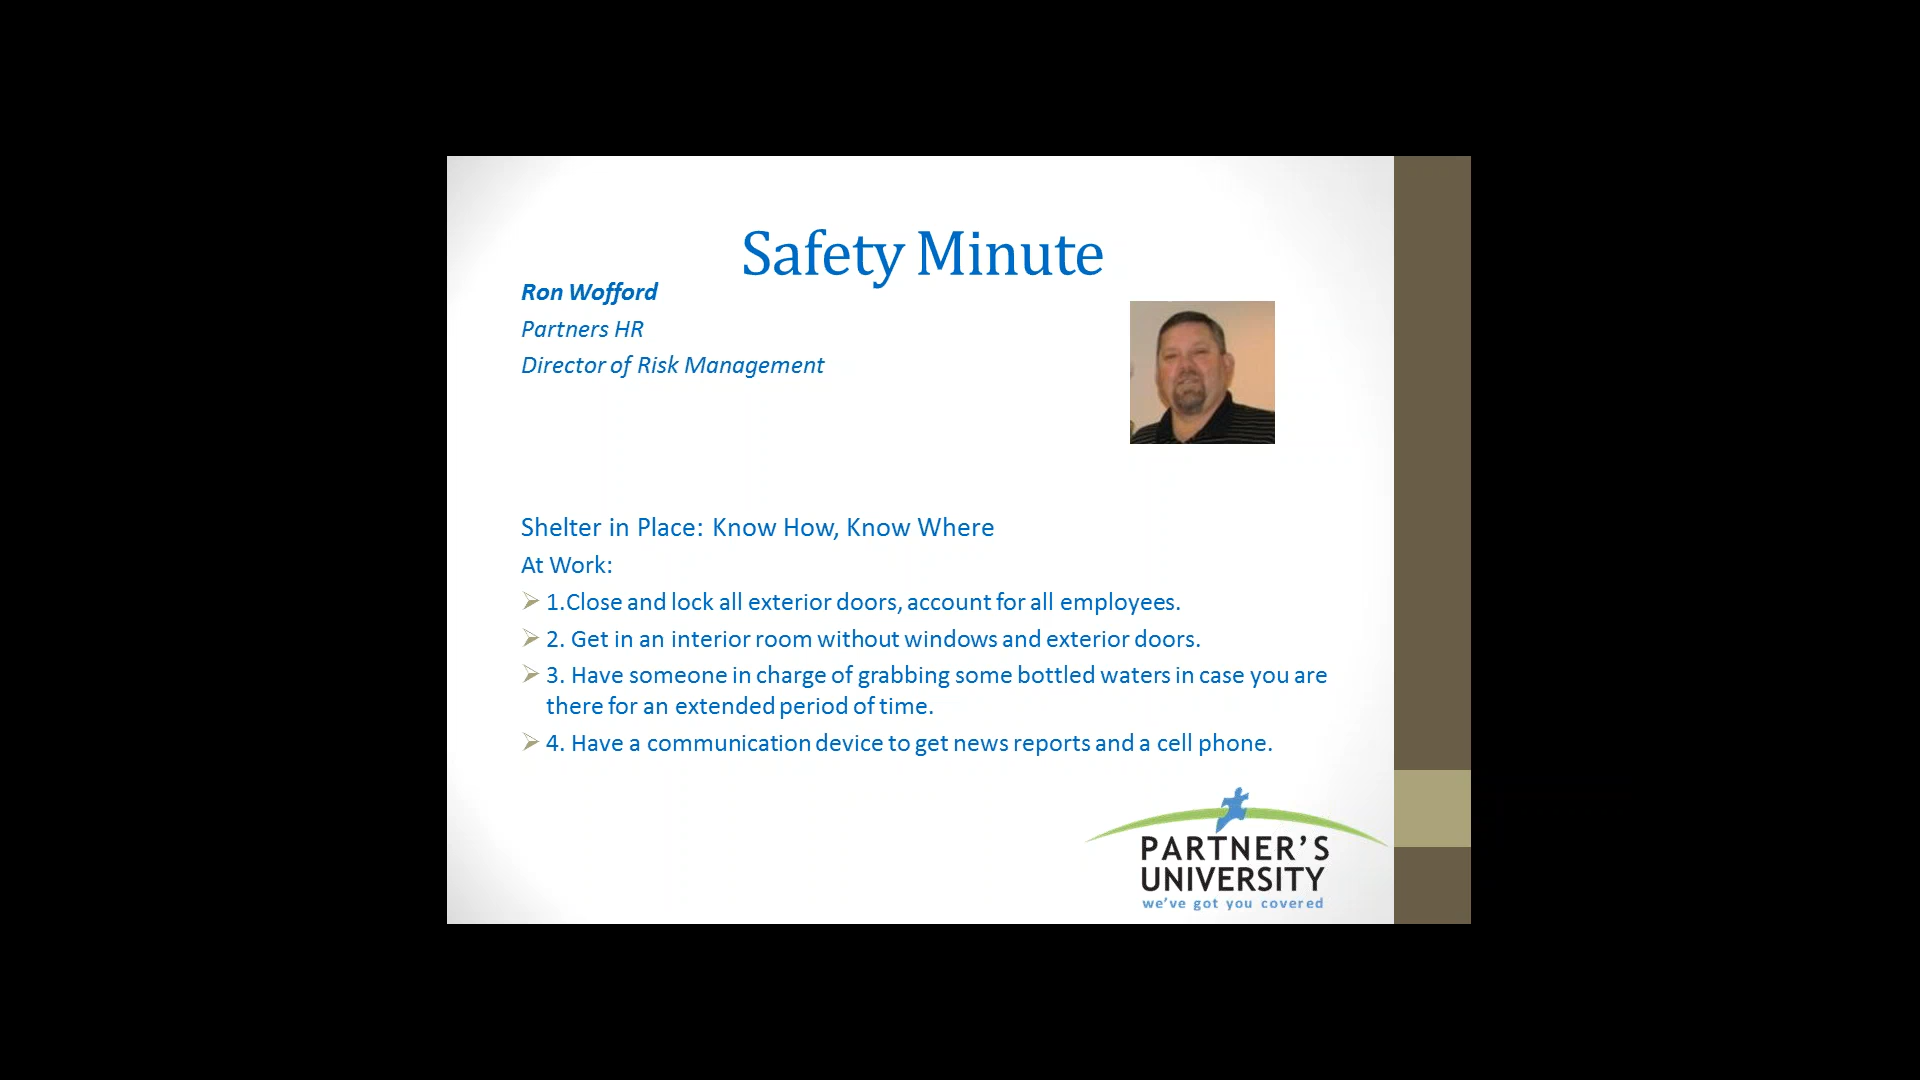 Safety Minute
Ron Wofford
Partners HR
Director of Risk Management
Shelter in Place: Know How, Know Where
At Work:
1.Close and lock all exterior doors, account for all employees.
2. Get in an interior room without windows and exterior doors.
3. Have someone in charge of grabbing some bottled waters in case you are
there for an extended period of time.
4. Have a communication device to get news reports and a cell phone.
PARTNER'S
UNIVERSITY
we've got you covered